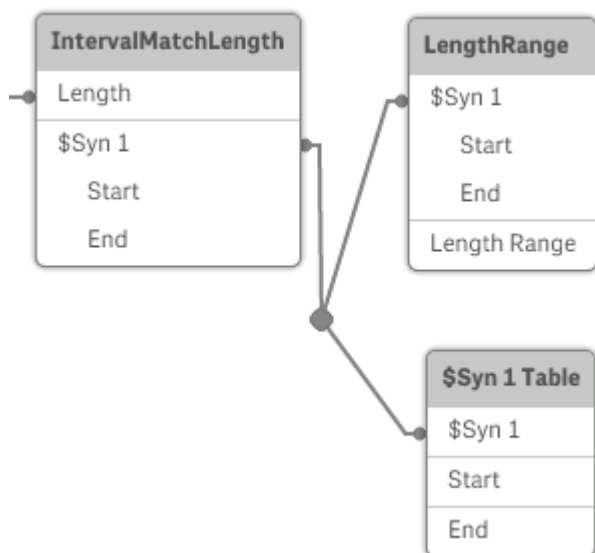 IntervalMatchLength
Length
$Syn 1
Start
End
LengthRange
$Syn 1
Start
End
Length Range
$Syn 1 Table
$Syn 1
Start
End